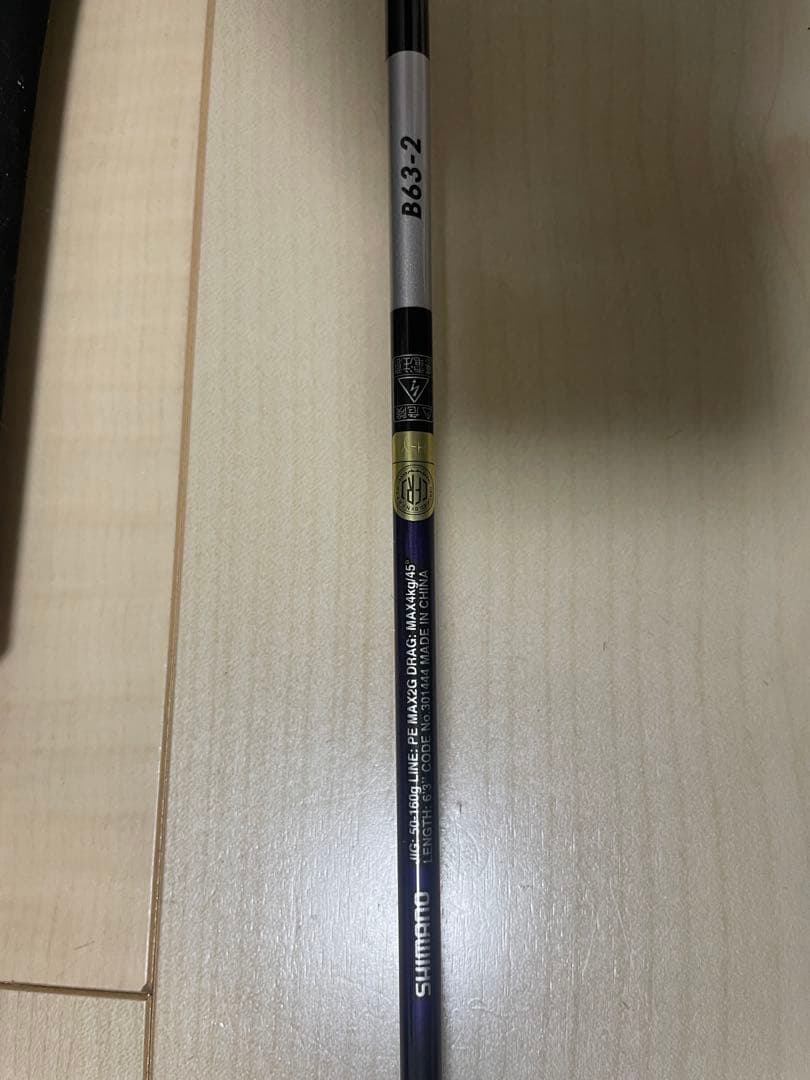 B63-2
JIG: 50-160g LINE: PE MAX2G DRAG: MAX4kg/45°
LENGTH: 6'3" CODE No.301444 MADE IN CHINA
SHIMANO